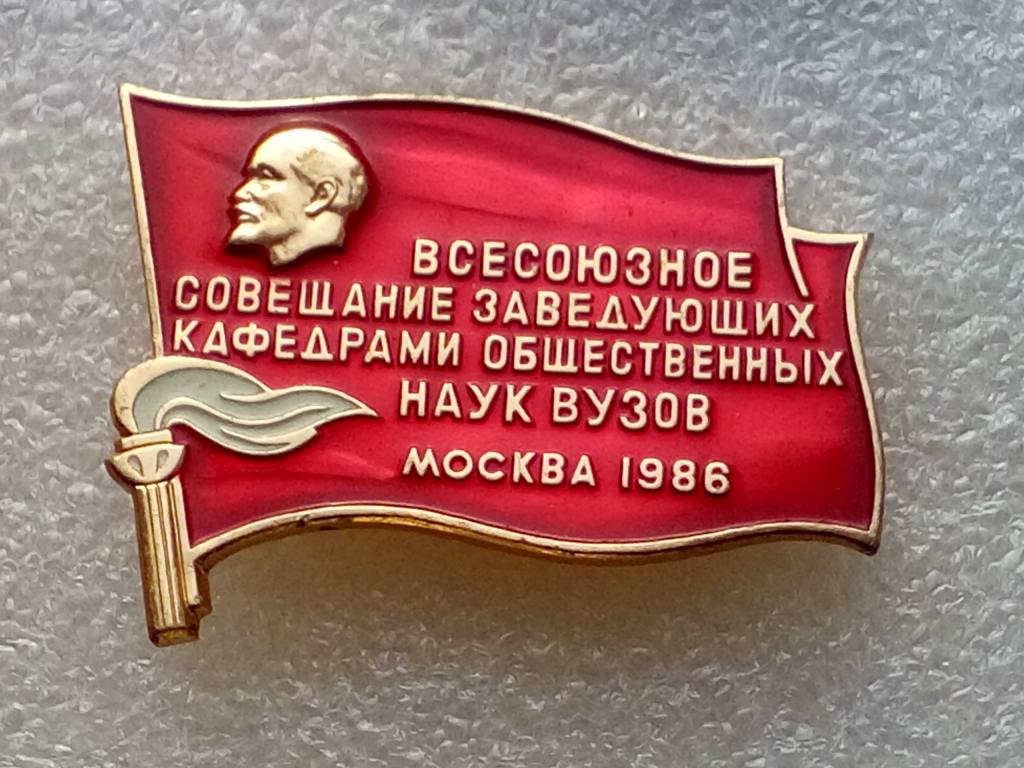 ВСЕСОЮЗНОЕ
СОВЕЩАНИЕ ЗАВЕДУЮЩИХ
КАФЕДРАМИ ОБЩЕСТВЕННЫХ
НАУК ВУЗОВ
МОСКВА 1986